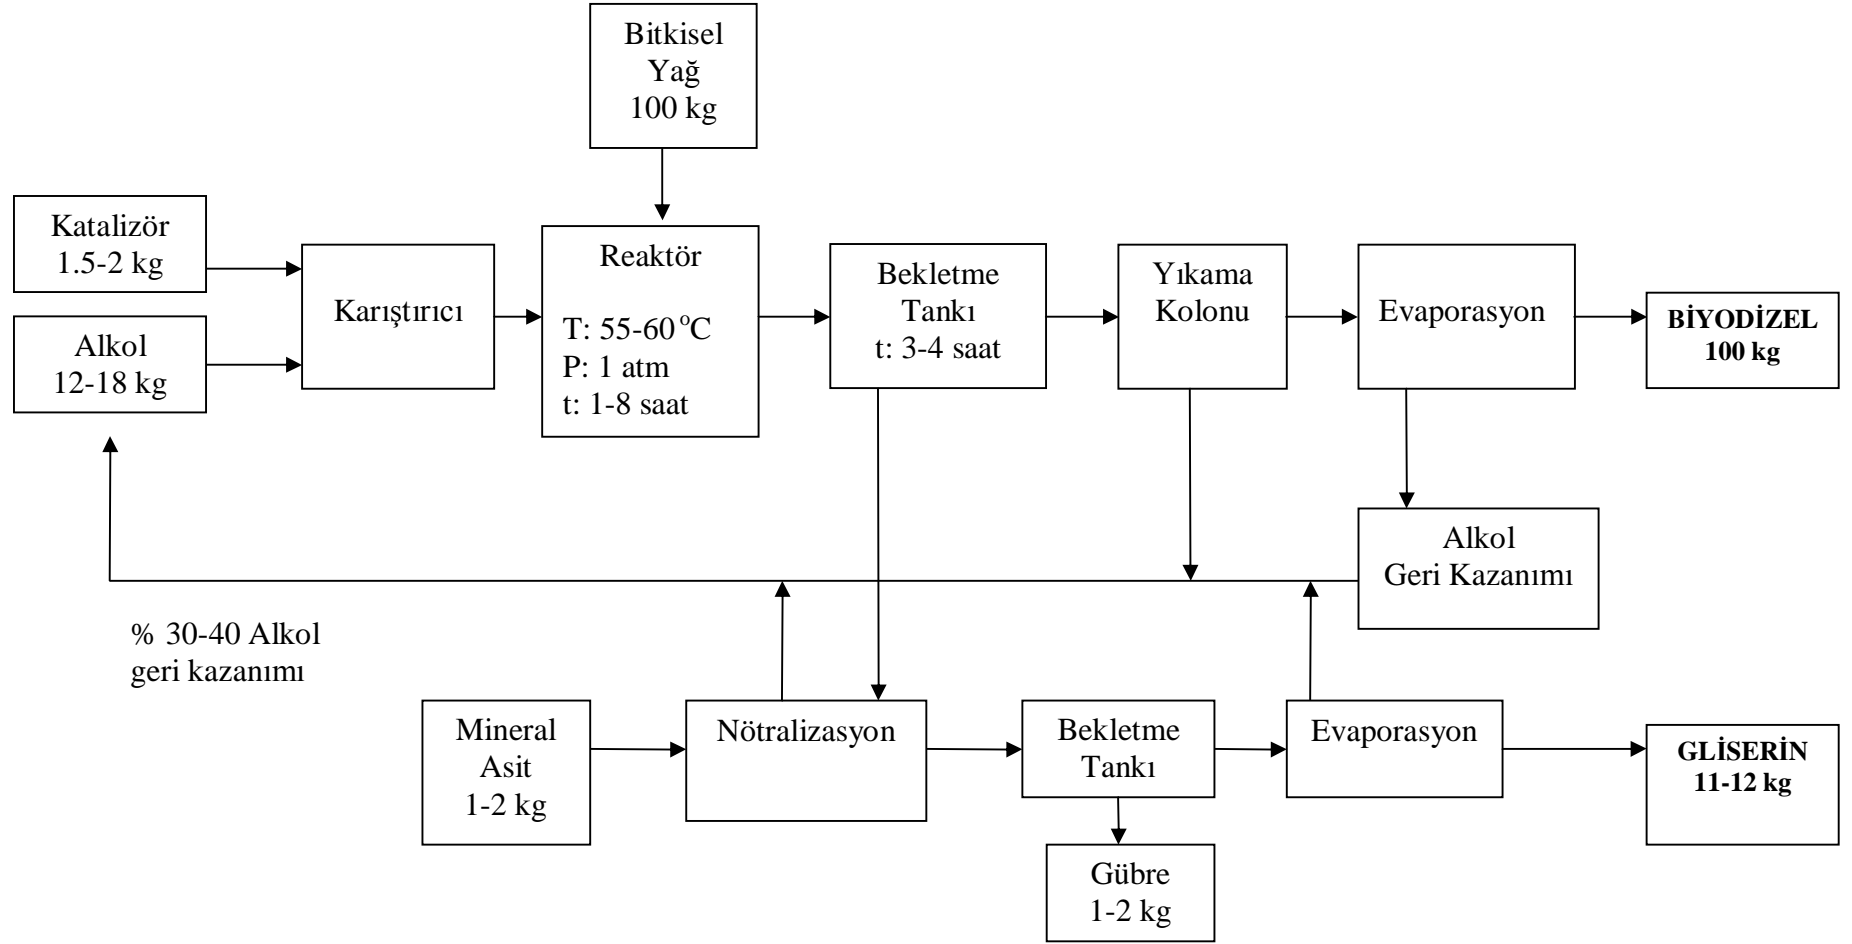 Bitkisel
Yağ
100 kg
Katalizör
1.5-2 kg
Alkol
12-18 kg
Karıştırıcı
Reaktör
T: 55-60 °C
P: 1 atm
t: 1-8 saat
Bekletme
Tankı
t: 3-4 saat
Yıkama
Kolonu
Evaporasyon
BİYODİZEL
100 kg
Alkol
Geri Kazanımı
% 30-40 Alkol
geri kazanımı
Mineral
Asit
1-2 kg
Nötralizasyon
Bekletme
Tankı
Evaporasyon
GLİSERİN
11-12 kg
Gübre
1-2 kg